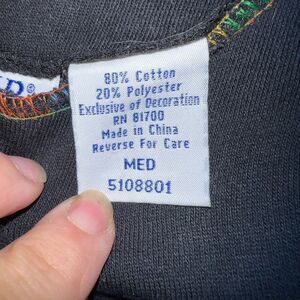 80% Cotton
20% Polyester
Exclusive of Decoration
RN 81700
Made in China
Reverse For Care
MED
5108801